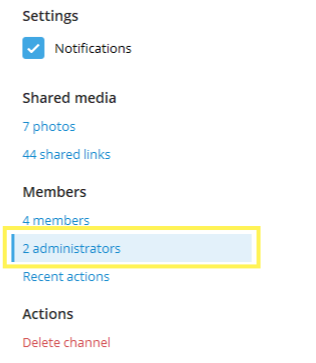 Settings
Notifications
Shared media
7 photos
44 shared links
Members
4 members
2 administrators
Recent actions
Actions
Delete channel